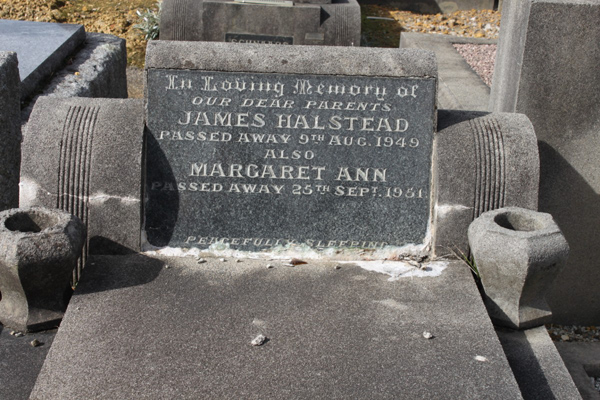 In Loving Memory of
OUR DEAR PARENTS
JAMES HALSTEAD
PASSED AWAY 9TH AUG. 1949
ALSO
MARGARET ANN
PASSED AWAY 25TH SEPT. 1951
PEACEFULLY SLEEPING